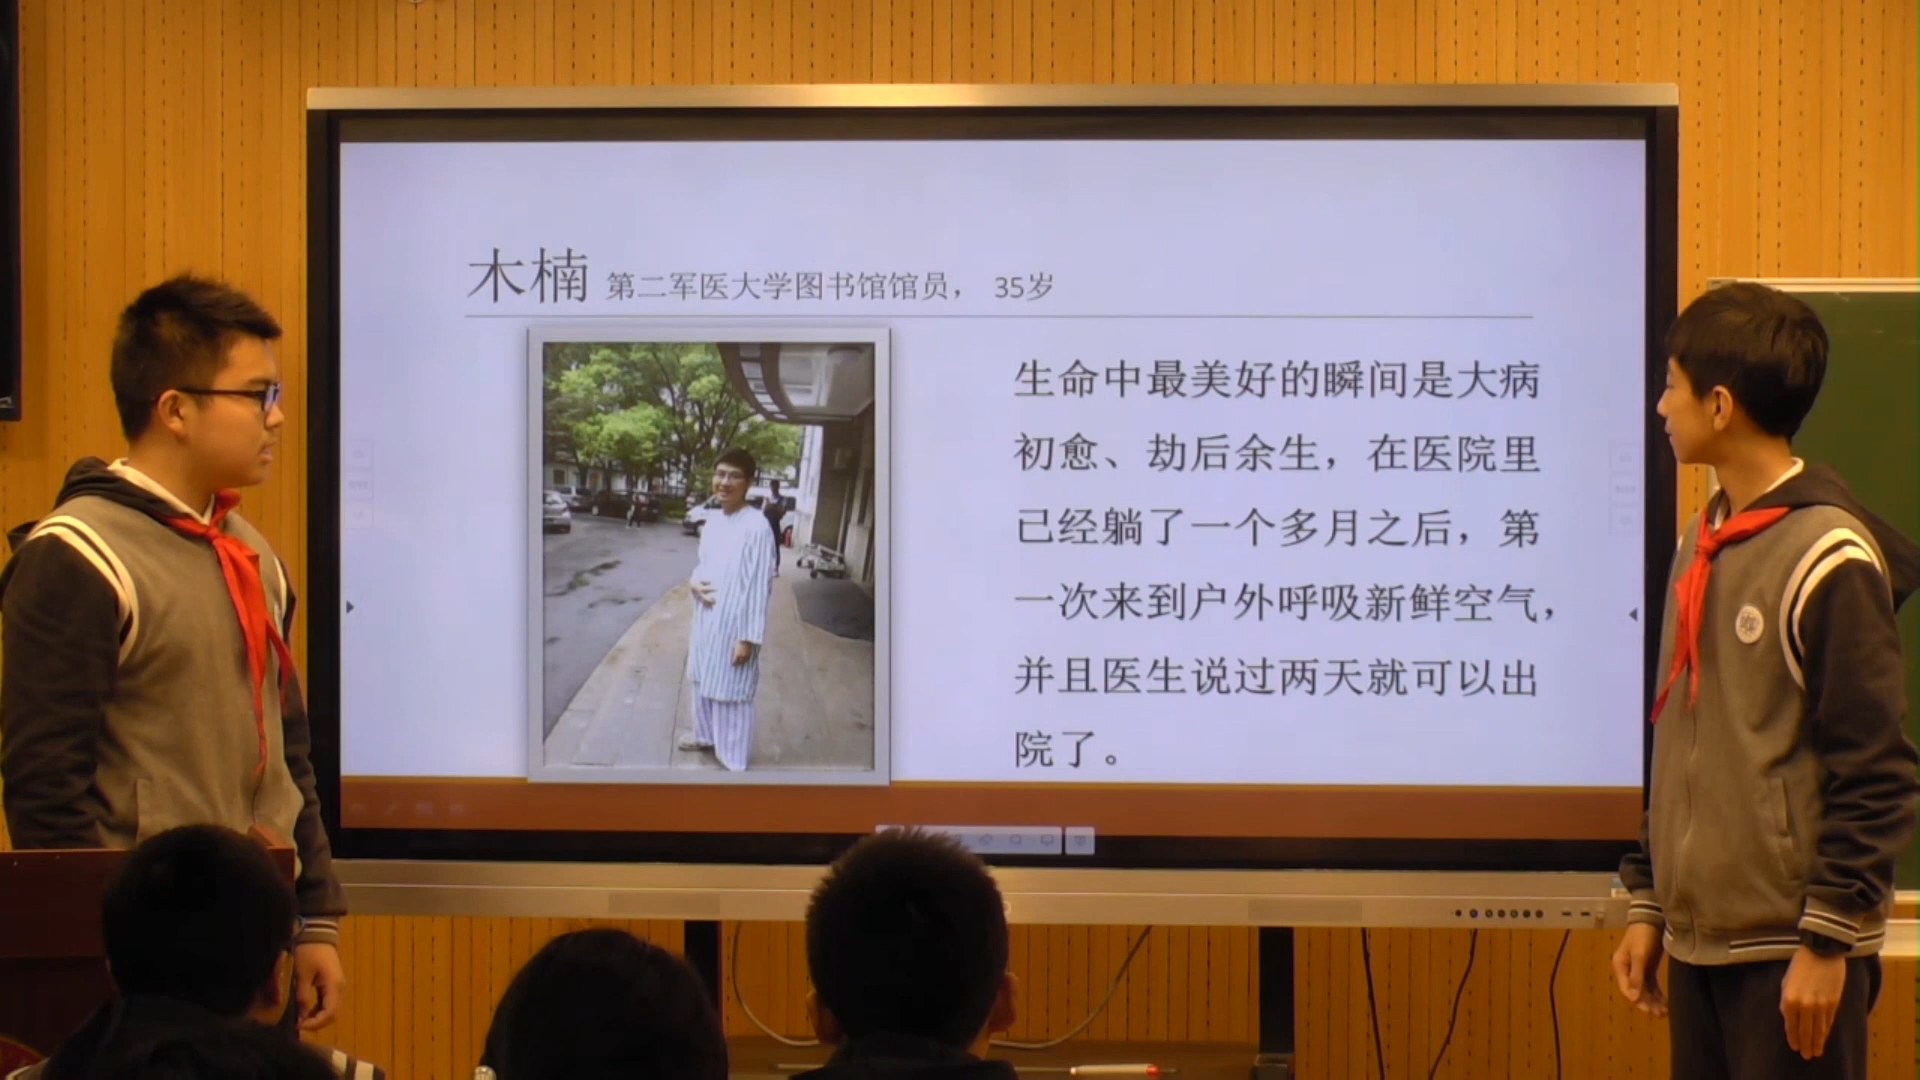 木楠 第二军医大学图书馆馆员， 35岁
生命中最美好的瞬间是大病
初愈、劫后余生，在医院里
已经躺了一个多月之后，第
一次来到户外呼吸新鲜空气，
并且医生说过两天就可以出
院了。